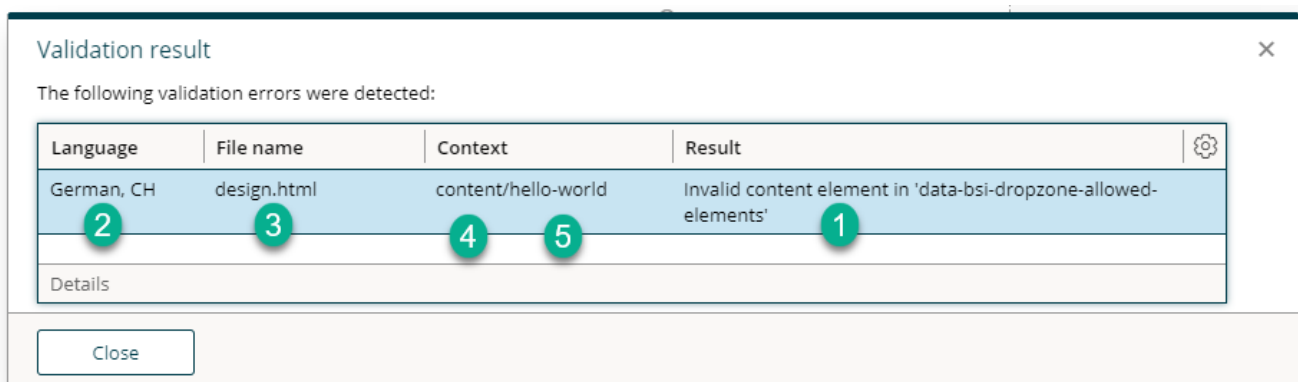 Validation result
The following validation errors were detected:
Language File name Context Result
German, CH design.html content/hello-world Invalid content element in 'data-bsi-dropzone-allowed-
elements'
2 3 4 5 1
Details
Close